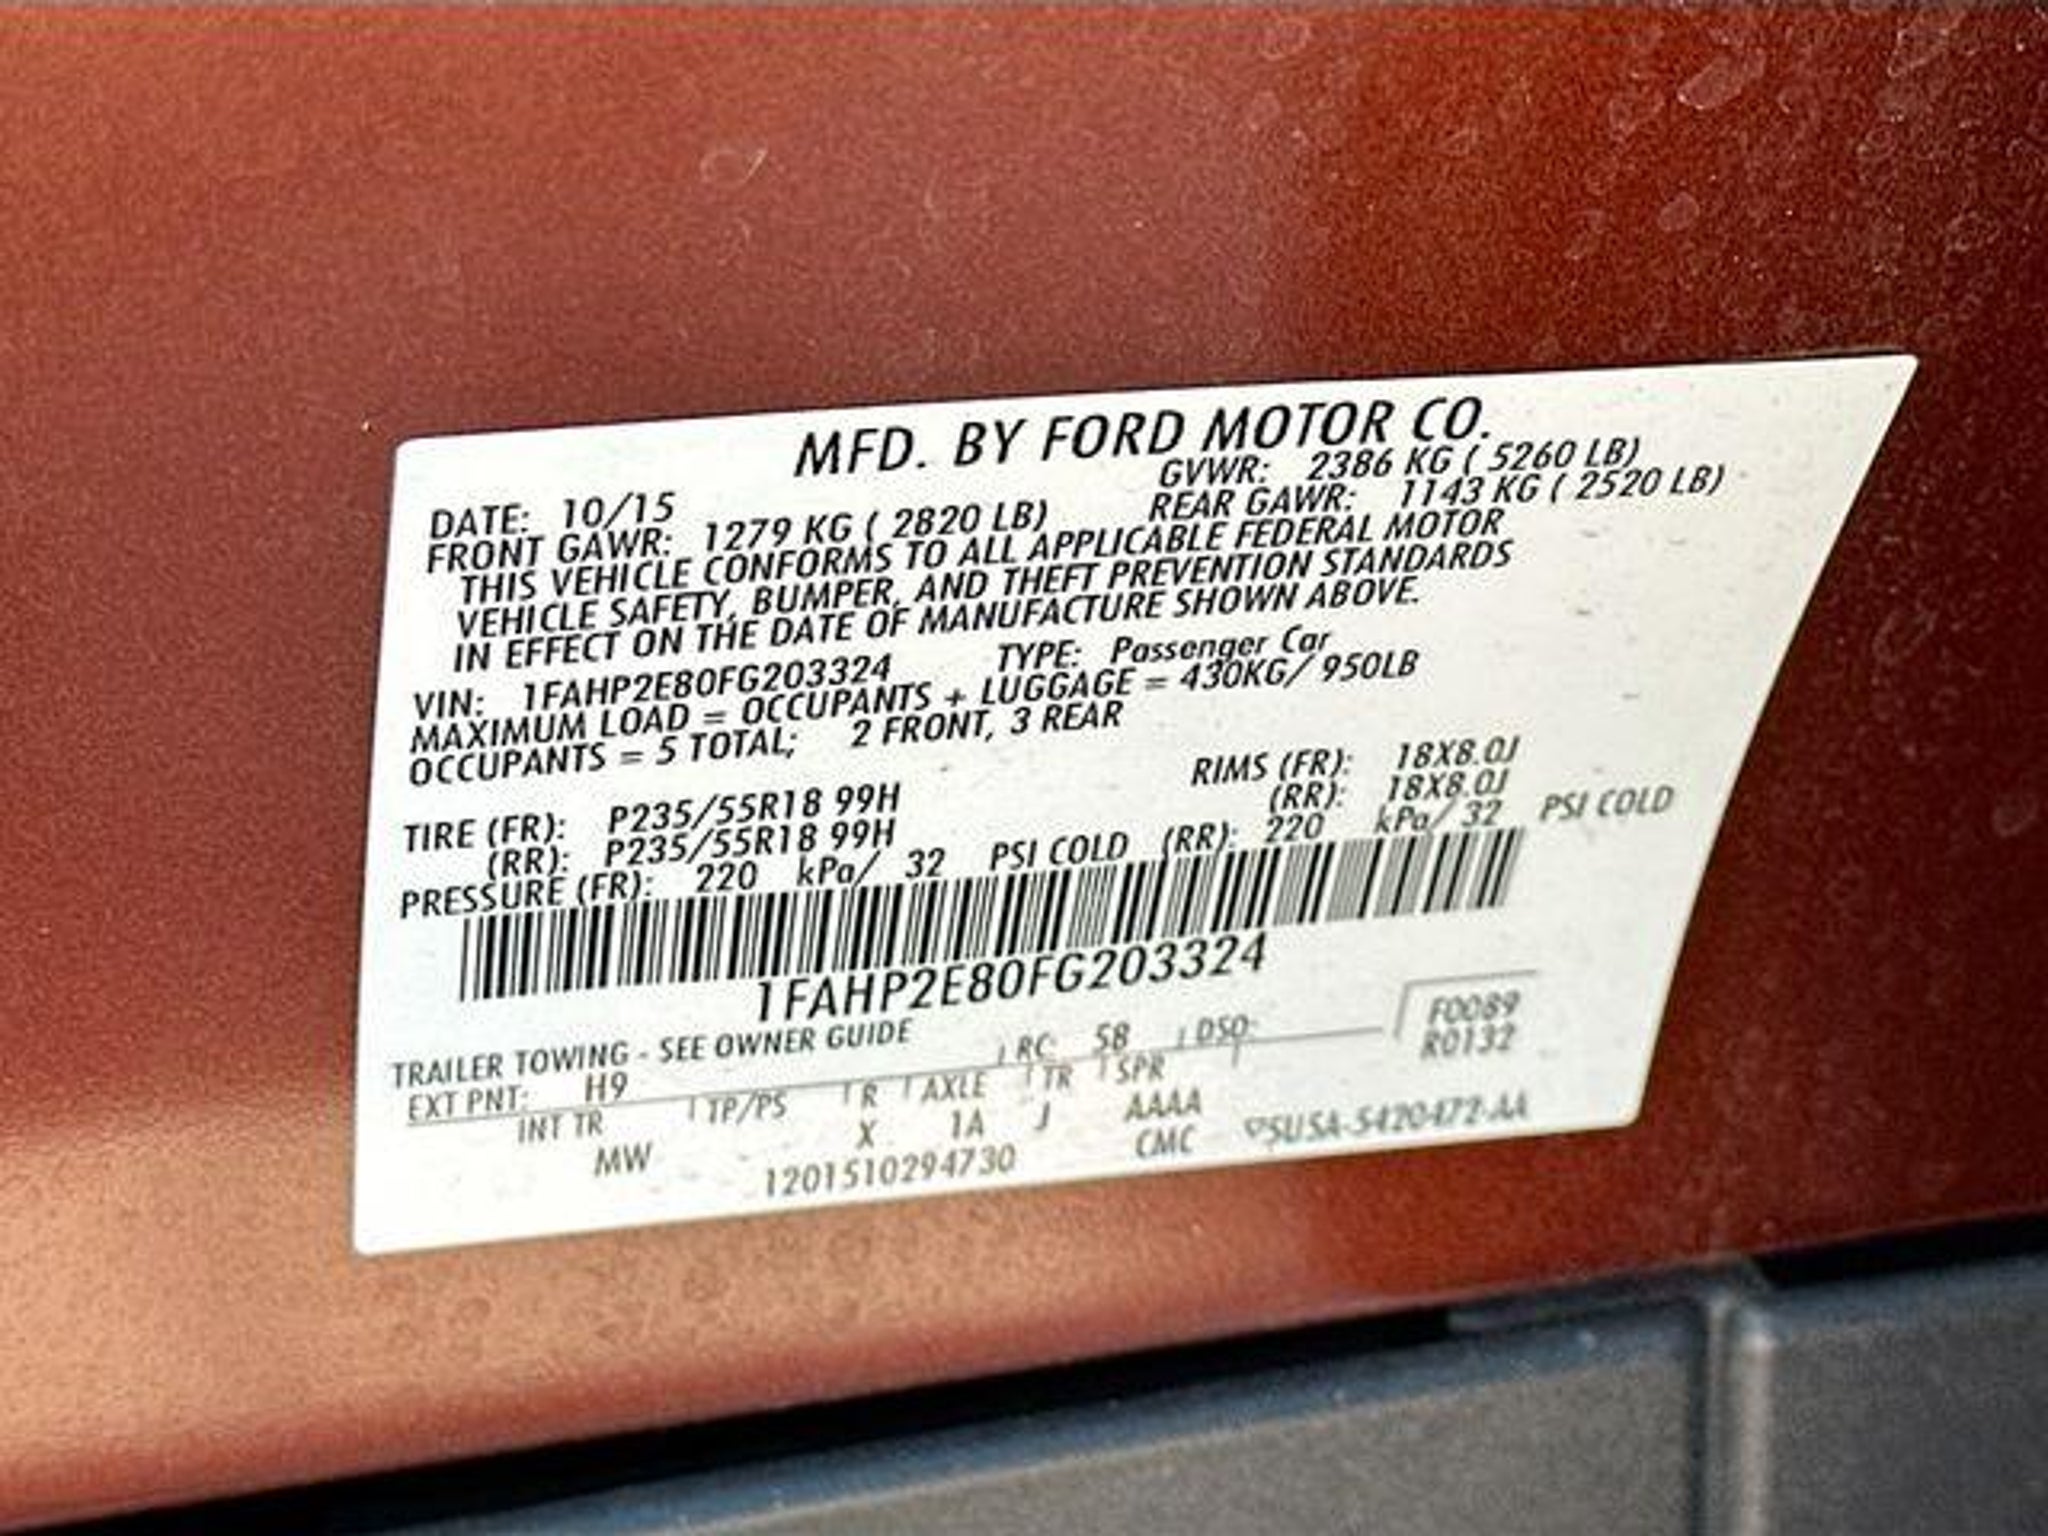 MFD. BY FORD MOTOR CO.
DATE: 10/15 GVWR: 2386 KG ( 5260 LB)
FRONT GAWR: 1279 KG ( 2820 LB) REAR GAWR: 1143 KG ( 2520 LB)
THIS VEHICLE CONFORMS TO ALL APPLICABLE FEDERAL MOTOR
VEHICLE SAFETY, BUMPER, AND THEFT PREVENTION STANDARDS
IN EFFECT ON THE DATE OF MANUFACTURE SHOWN ABOVE.
VIN: 1FAHP2E80FG203324 TYPE: Passenger Car
MAXIMUM LOAD = OCCUPANTS + LUGGAGE = 430KG/ 950LB
OCCUPANTS = 5 TOTAL; 2 FRONT, 3 REAR
TIRE (FR): P235/55R18 99H RIMS (FR): 18X8.0J
(RR): P235/55R18 99H (RR): 18X8.0J
PRESSURE (FR): 220 kPa/ 32 PSI COLD (RR): 220 kPa/ 32 PSI COLD
1FAHP2E80FG203324
TRAILER TOWING - SEE OWNER GUIDE
F0089
EXT PNT: H9 RC: 58 DSO: R0132
INT TR TP/PS R AXLE TR SPR
MW X 1A J AAAA
1201510294730 CMC SUSA-5420472-AA